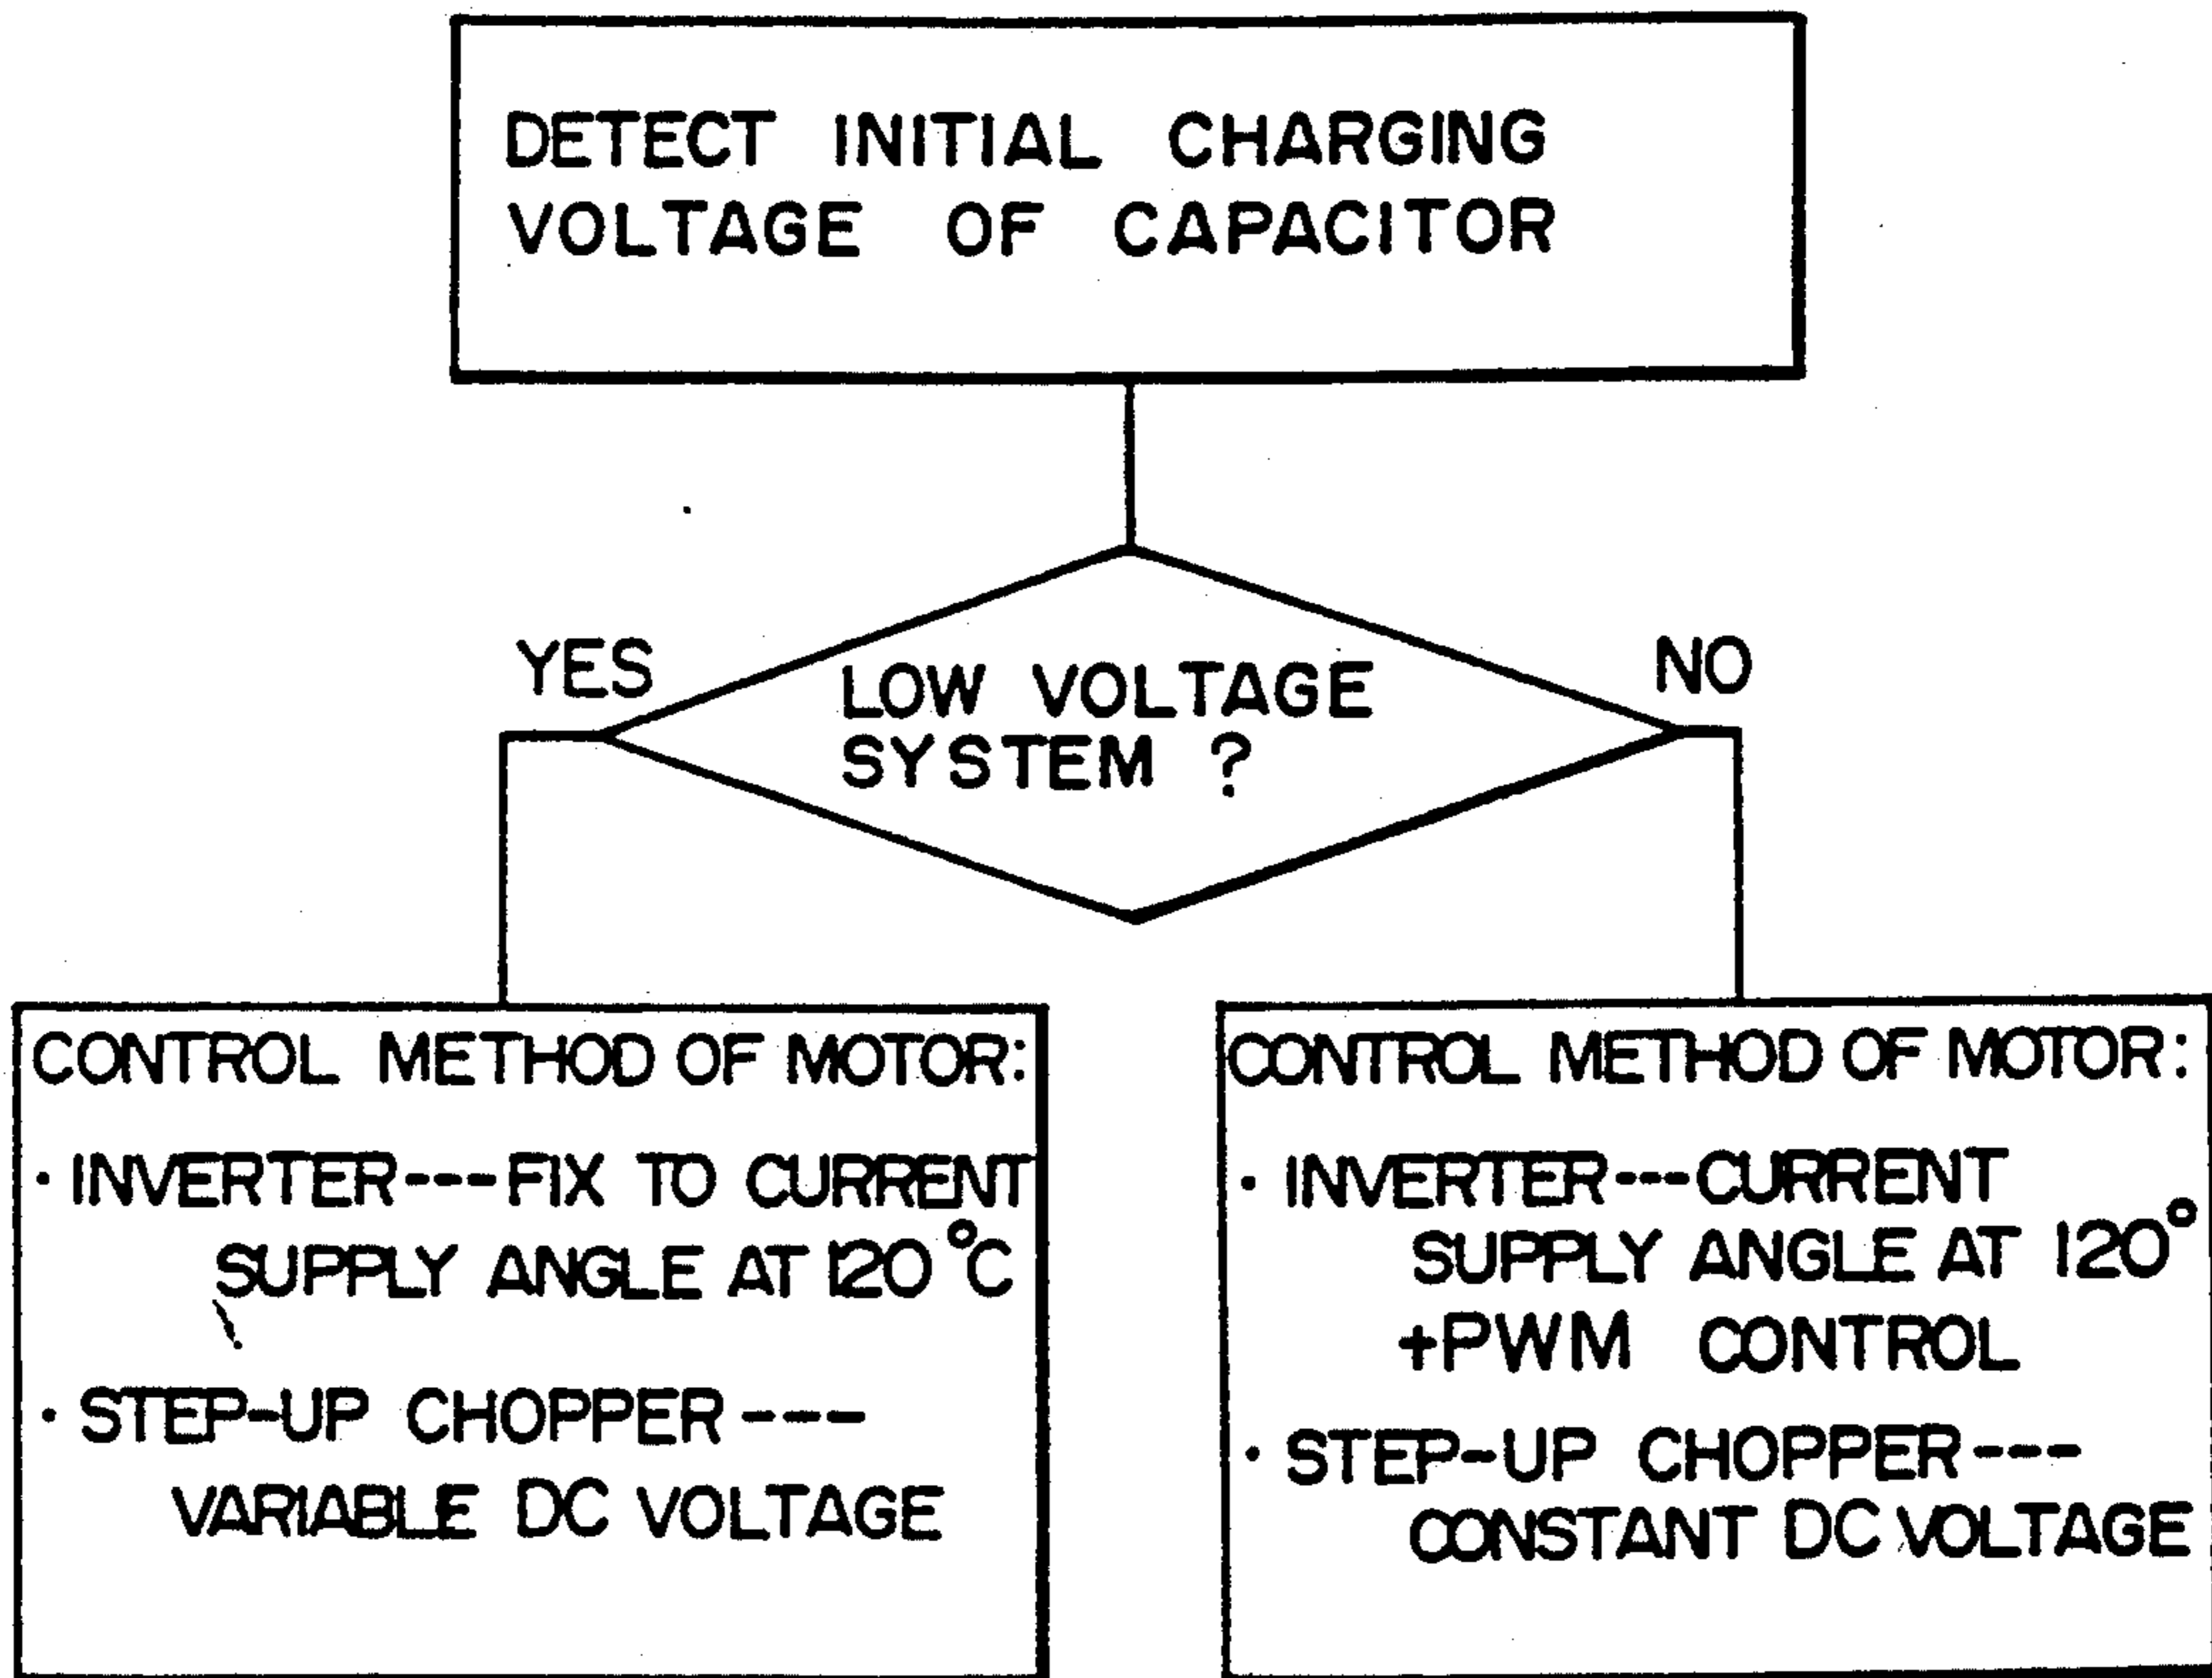 DETECT INITIAL CHARGING
VOLTAGE OF CAPACITOR
YES
LOW VOLTAGE
SYSTEM ?
NO
CONTROL METHOD OF MOTOR:
· INVERTER---FIX TO CURRENT
SUPPLY ANGLE AT 120°C
· STEP-UP CHOPPER---
VARIABLE DC VOLTAGE
CONTROL METHOD OF MOTOR:
· INVERTER---CURRENT
SUPPLY ANGLE AT 120°
+PWM CONTROL
· STEP-UP CHOPPER---
CONSTANT DC VOLTAGE